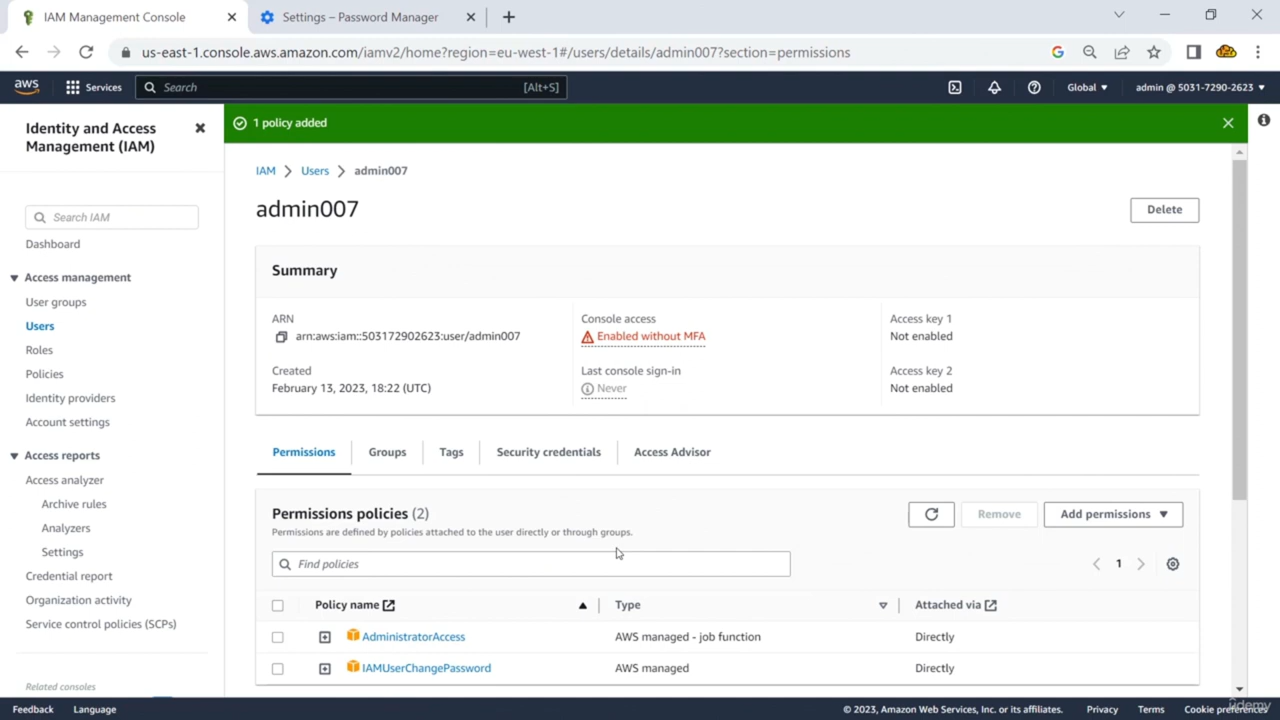 IAM Management Console
Settings – Password Manager
us-east-1.console.aws.amazon.com/iamv2/home?region=eu-west-1#/users/details/admin007?section=permissions
aws
Services
Search
[Alt+S]
Global
admin @ 5031-7290-2623
Identity and Access Management (IAM)
Search IAM
Dashboard
Access management
User groups
Users
Roles
Policies
Identity providers
Account settings
Access reports
Access analyzer
Archive rules
Analyzers
Settings
Credential report
Organization activity
Service control policies (SCPs)
Related consoles
1 policy added
IAM
Users
admin007
admin007
Delete
Summary
ARN
arn:aws:iam::503172902623:user/admin007
Console access
Enabled without MFA
Access key 1
Not enabled
Created
February 13, 2023, 18:22 (UTC)
Last console sign-in
Never
Access key 2
Not enabled
Permissions
Groups
Tags
Security credentials
Access Advisor
Permissions policies (2)
Permissions are defined by policies attached to the user directly or through groups.
Remove
Add permissions
Find policies
1
Policy name
Type
Attached via
AdministratorAccess
AWS managed - job function
Directly
IAMUserChangePassword
AWS managed
Directly
Feedback
Language
© 2023, Amazon Web Services, Inc. or its affiliates.
Privacy
Terms
Cookie preferences
ûdemy